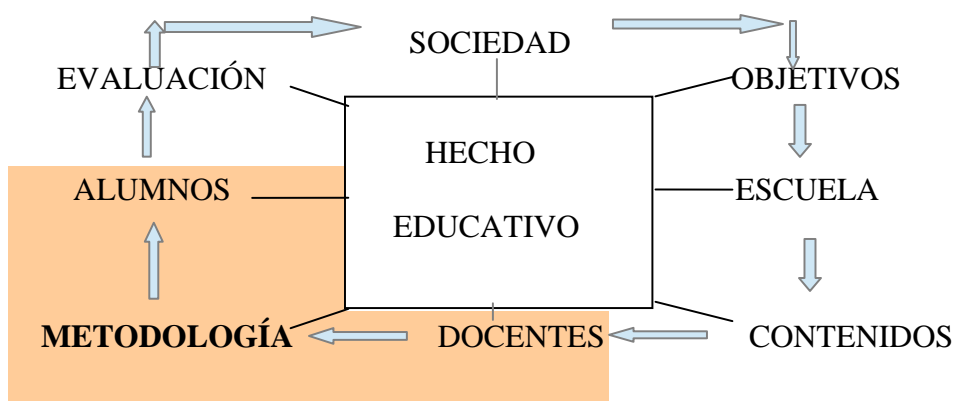 SOCIEDAD
EVALUACIÓN
OBJETIVOS
HECHO
EDUCATIVO
ALUMNOS
ESCUELA
METODOLOGÍA
DOCENTES
CONTENIDOS